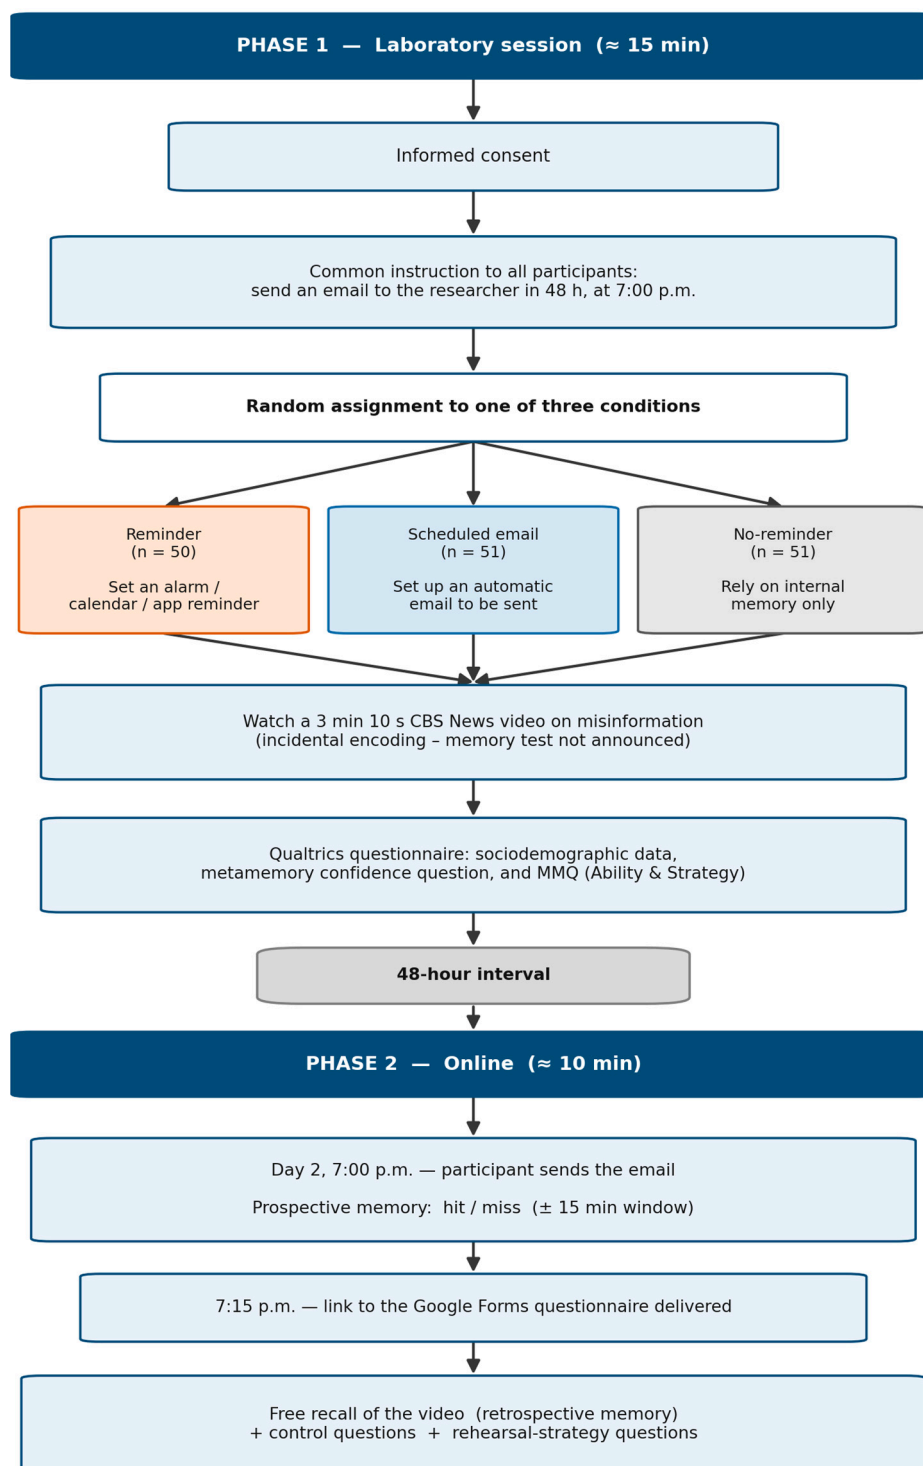 PHASE 1 — Laboratory session (≈ 15 min)
Informed consent
Common instruction to all participants:
send an email to the researcher in 48 h, at 7:00 p.m.
Random assignment to one of three conditions
Reminder
(n = 50)
Set an alarm /
calendar / app reminder
Scheduled email
(n = 51)
Set up an automatic
email to be sent
No-reminder
(n = 51)
Rely on internal
memory only
Watch a 3 min 10 s CBS News video on misinformation
(incidental encoding – memory test not announced)
Qualtrics questionnaire: sociodemographic data,
metamemory confidence question, and MMQ (Ability & Strategy)
48-hour interval
PHASE 2 — Online (≈ 10 min)
Day 2, 7:00 p.m. — participant sends the email
Prospective memory: hit / miss (± 15 min window)
7:15 p.m. — link to the Google Forms questionnaire delivered
Free recall of the video (retrospective memory)
+ control questions + rehearsal-strategy questions